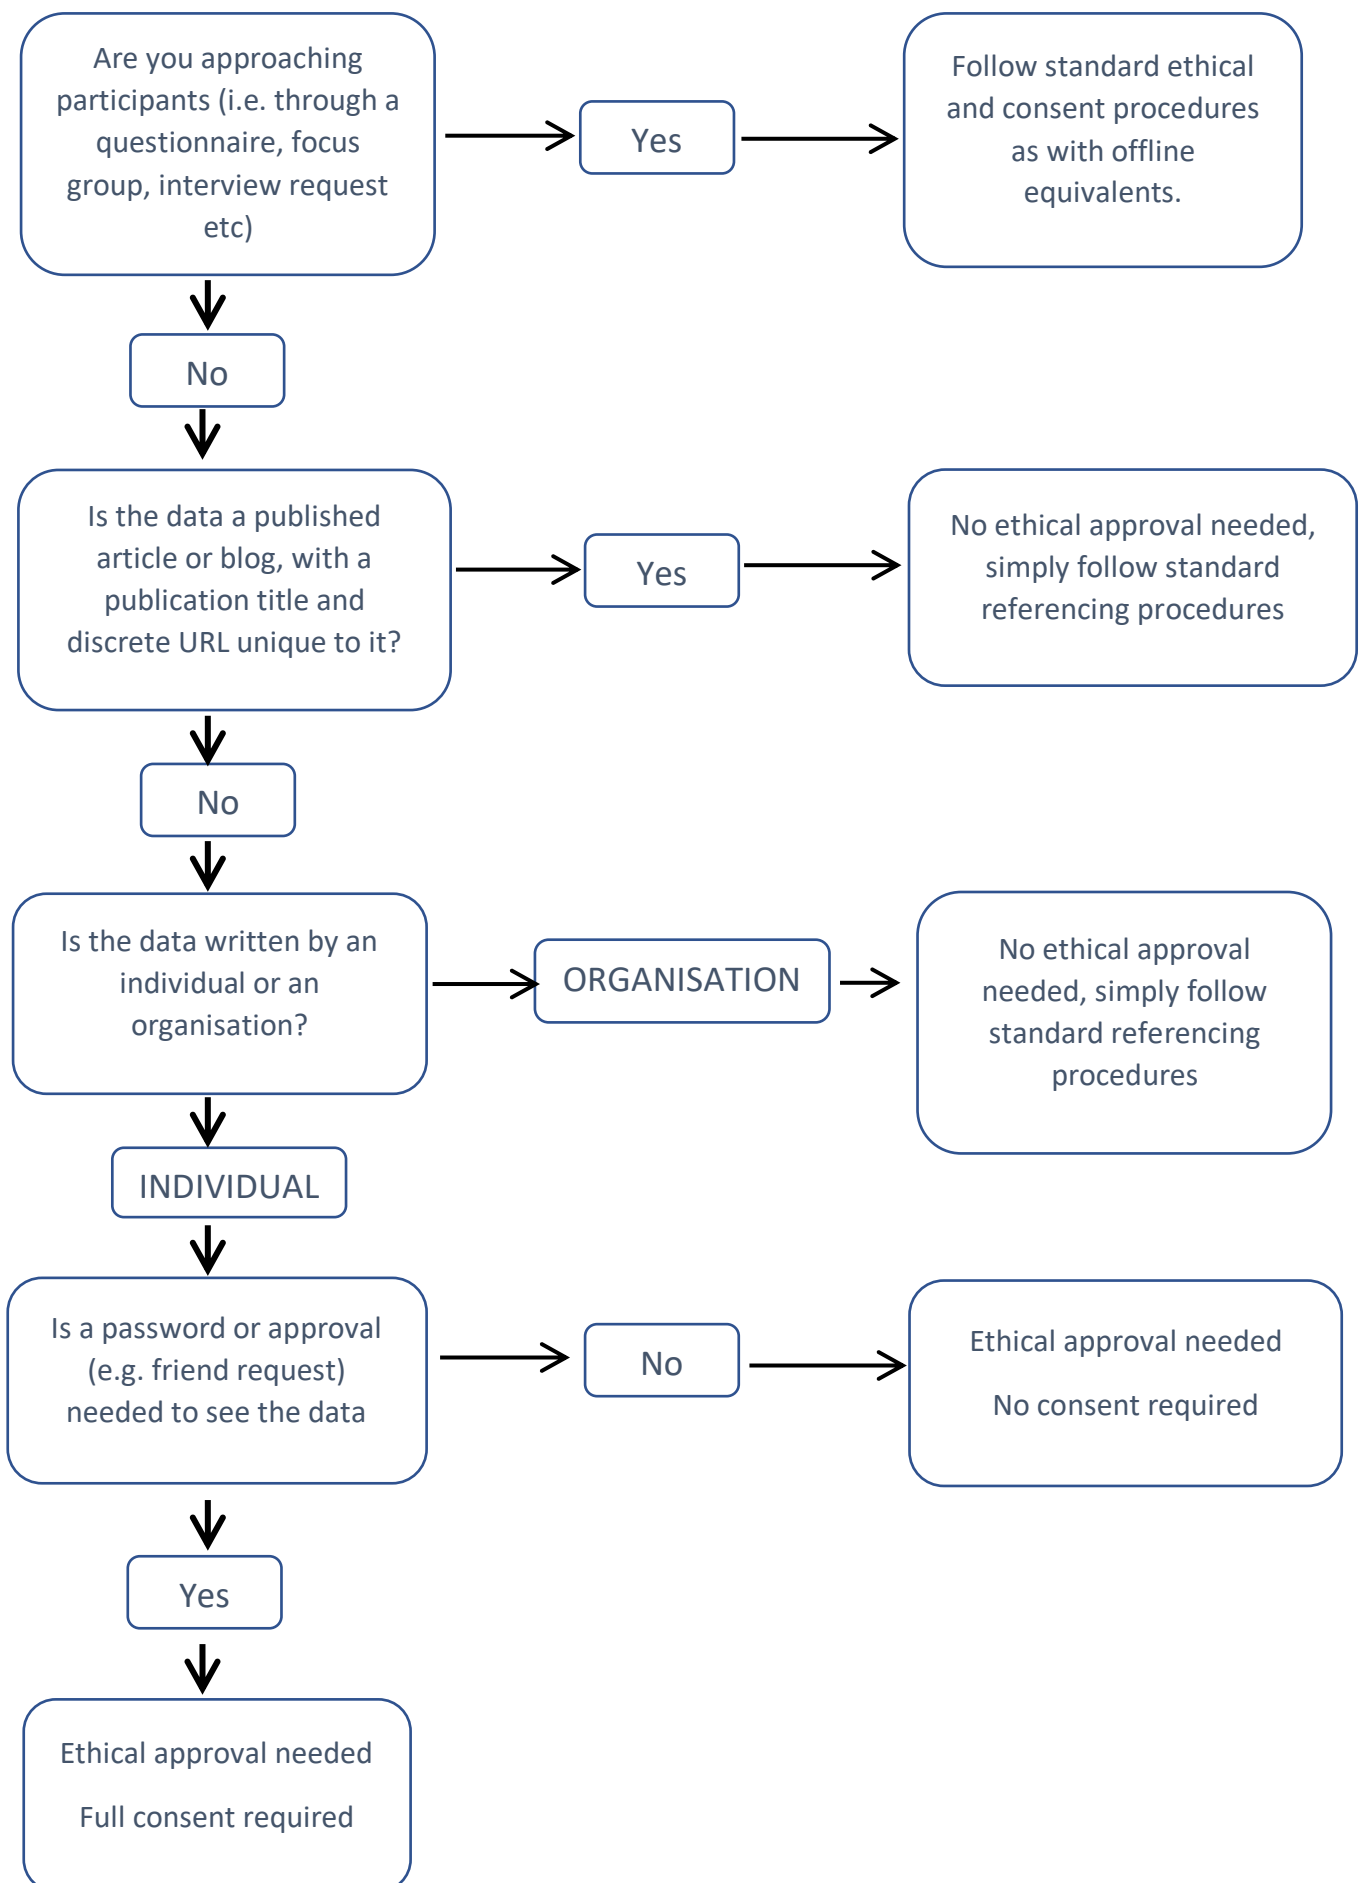 Are you approaching
participants (i.e. through a
questionnaire, focus
group, interview request
etc)
Yes
Follow standard ethical
and consent procedures
as with offline
equivalents.
No
Is the data a published
article or blog, with a
publication title and
discrete URL unique to it?
Yes
No ethical approval needed,
simply follow standard
referencing procedures
No
Is the data written by an
individual or an
organisation?
ORGANISATION
No ethical approval
needed, simply follow
standard referencing
procedures
INDIVIDUAL
Is a password or approval
(e.g. friend request)
needed to see the data
No
Ethical approval needed
No consent required
Yes
Ethical approval needed
Full consent required